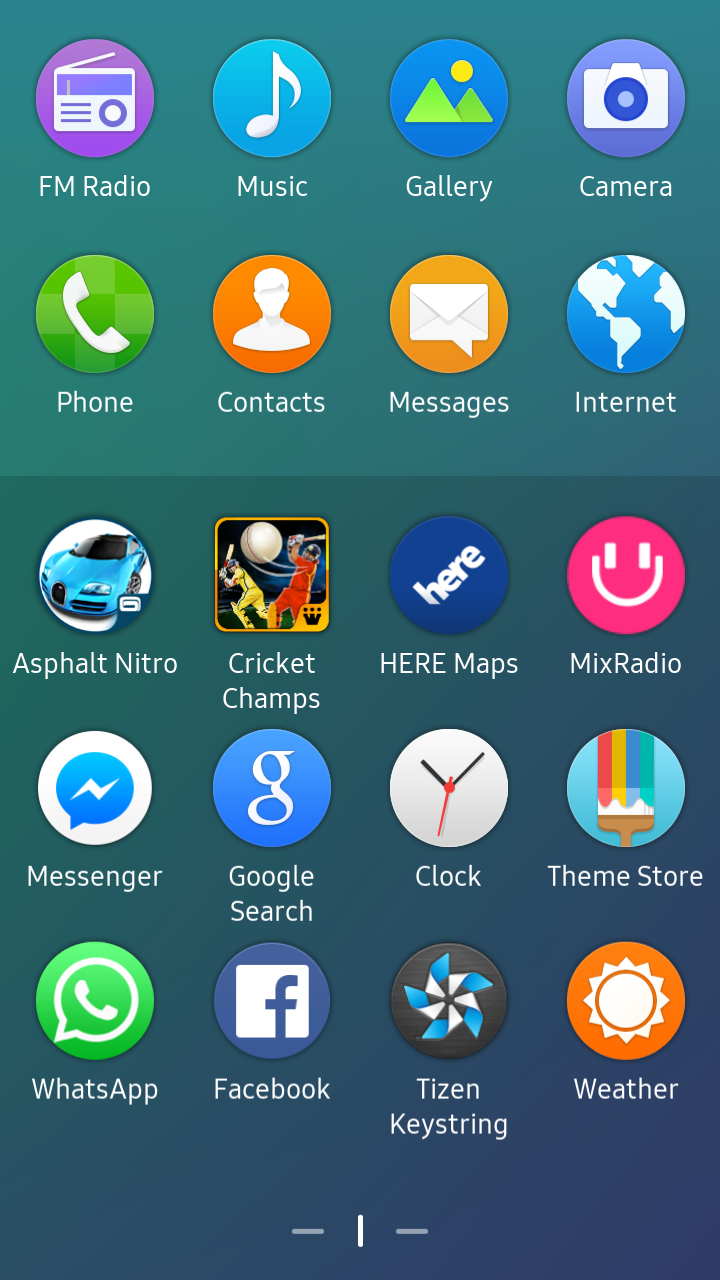 FM Radio
Music
Gallery
Camera
Phone
Contacts
Messages
Internet
here
Asphalt Nitro
Cricket
Champs
HERE Maps
MixRadio
g
Messenger
Google
Search
Clock
Theme Store
f
WhatsApp
Facebook
Tizen
Keystring
Weather